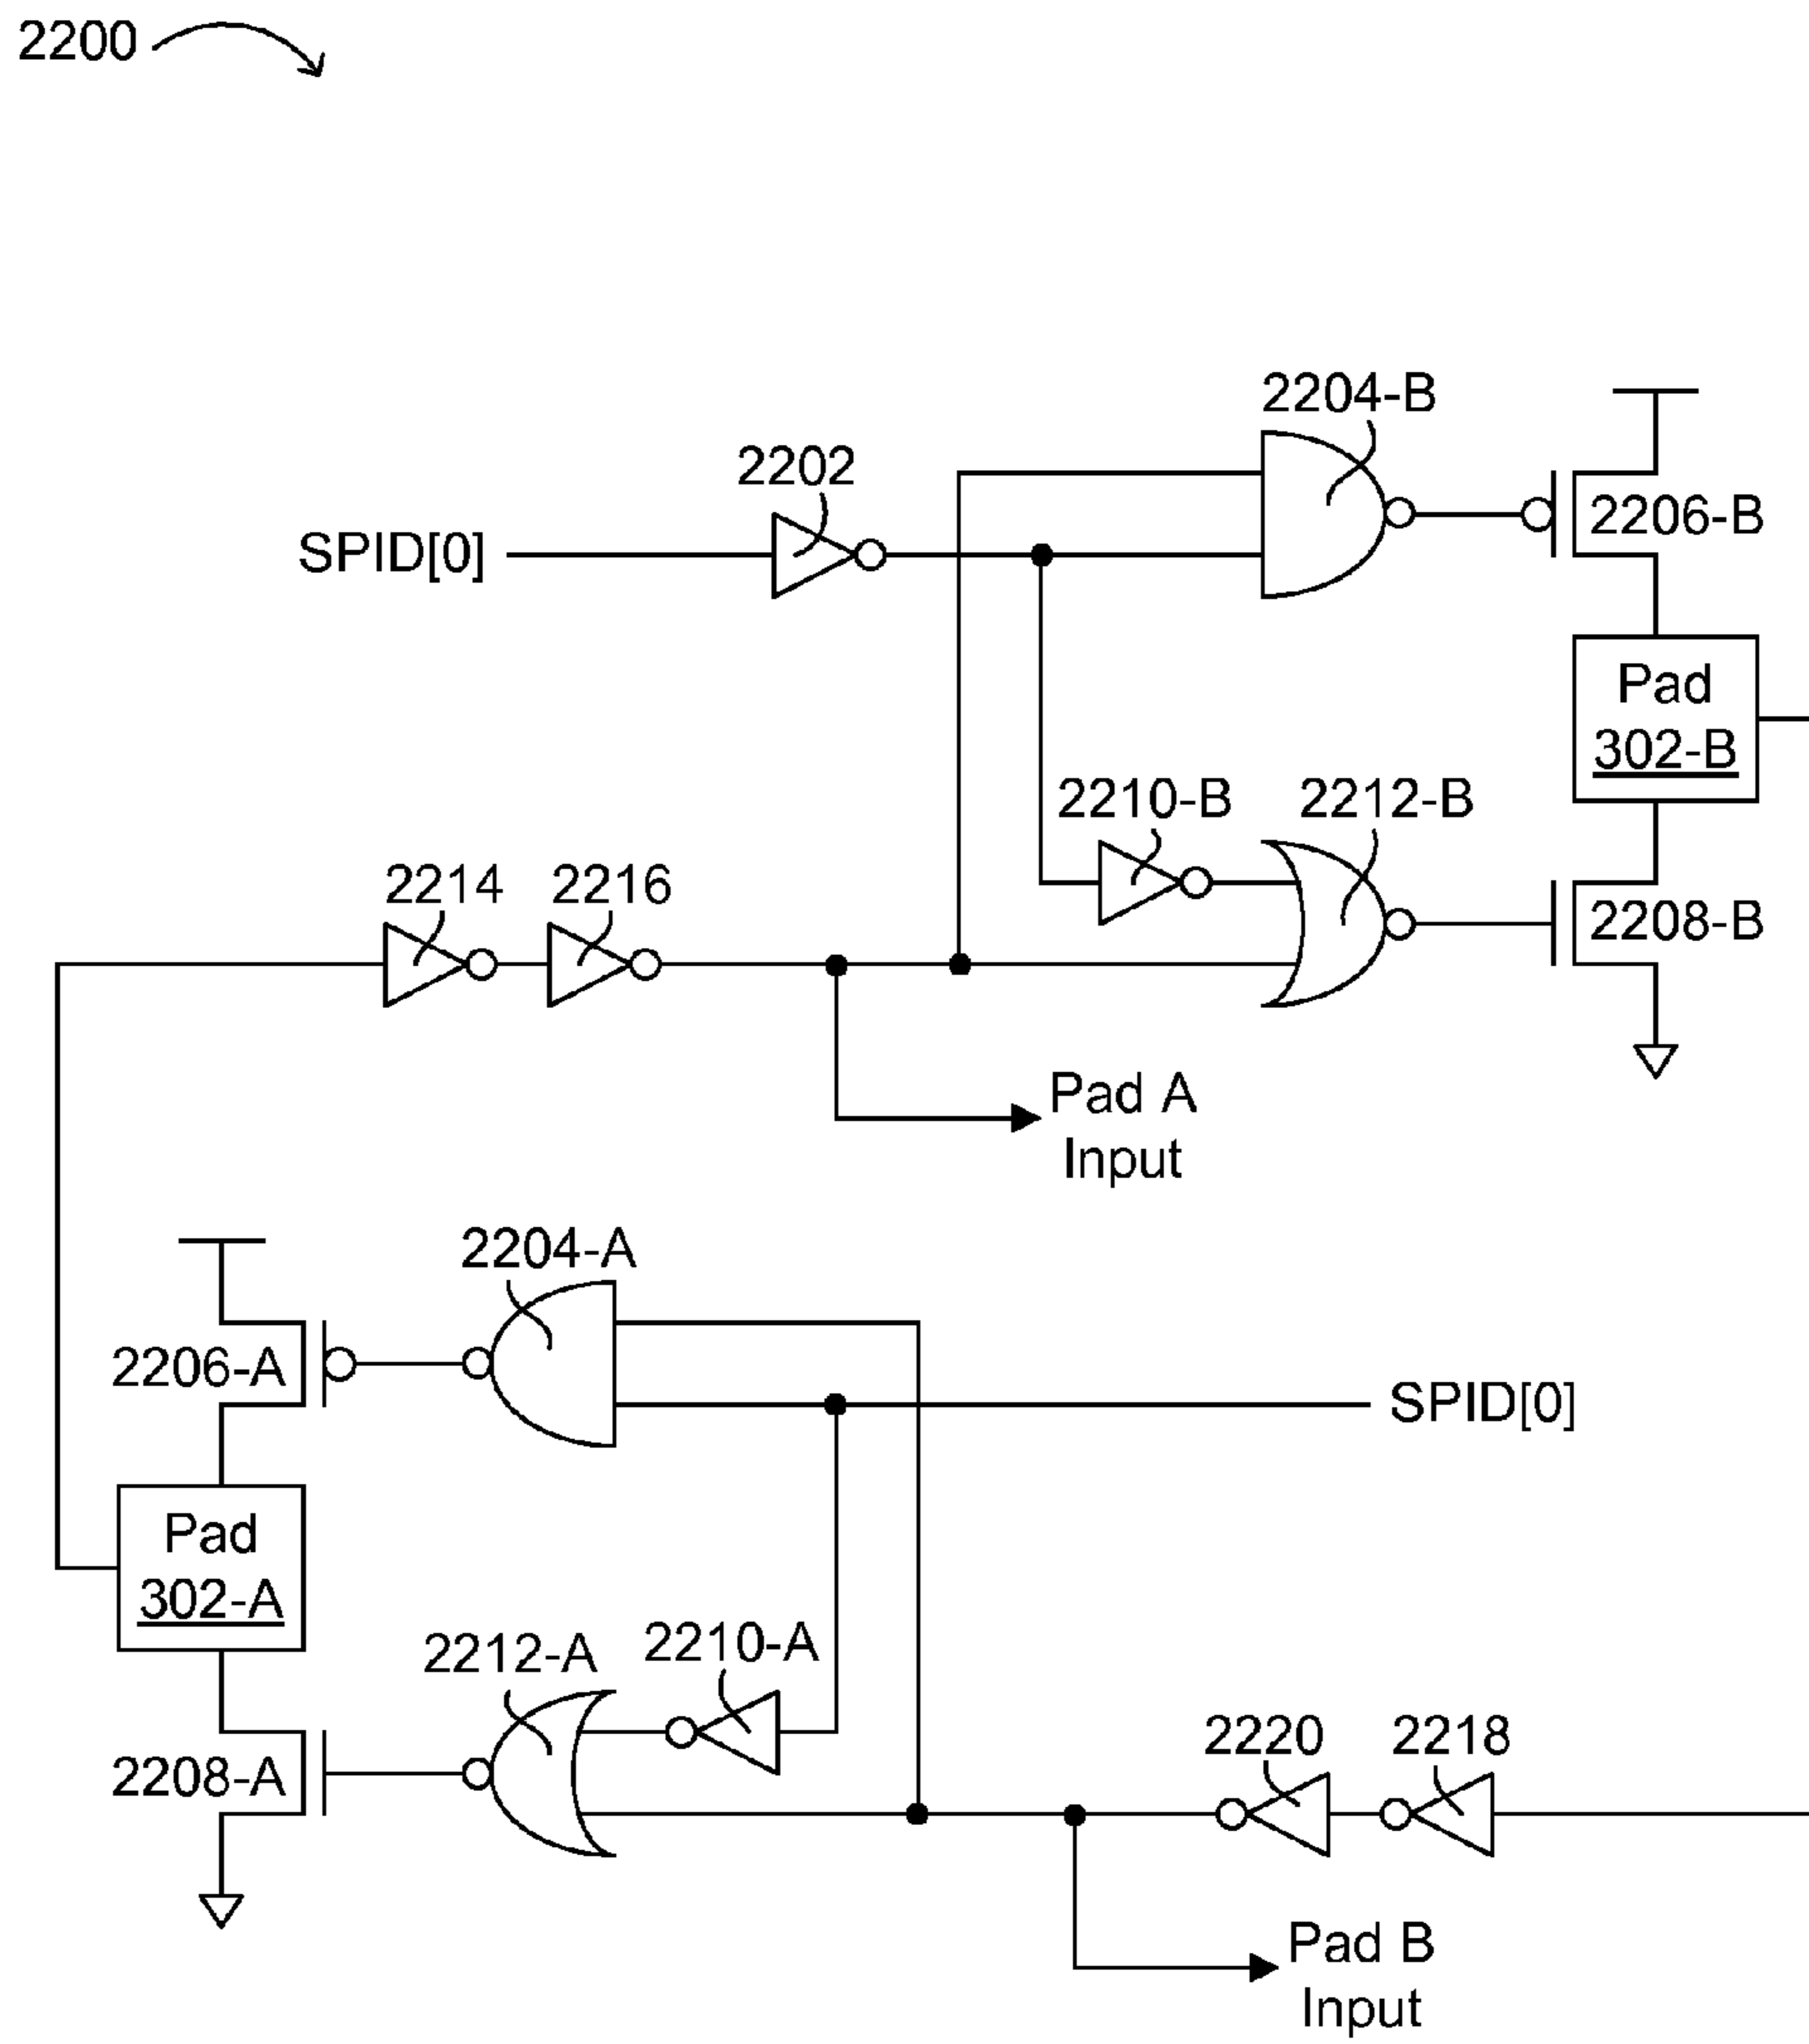 2200
2204-B
2202
SPID[0]
2206-B
Pad
302-B
2210-B
2212-B
2214
2216
2208-B
Pad A
Input
2204-A
2206-A
SPID[0]
Pad
302-A
2212-A
2210-A
2220
2218
2208-A
Pad B
Input